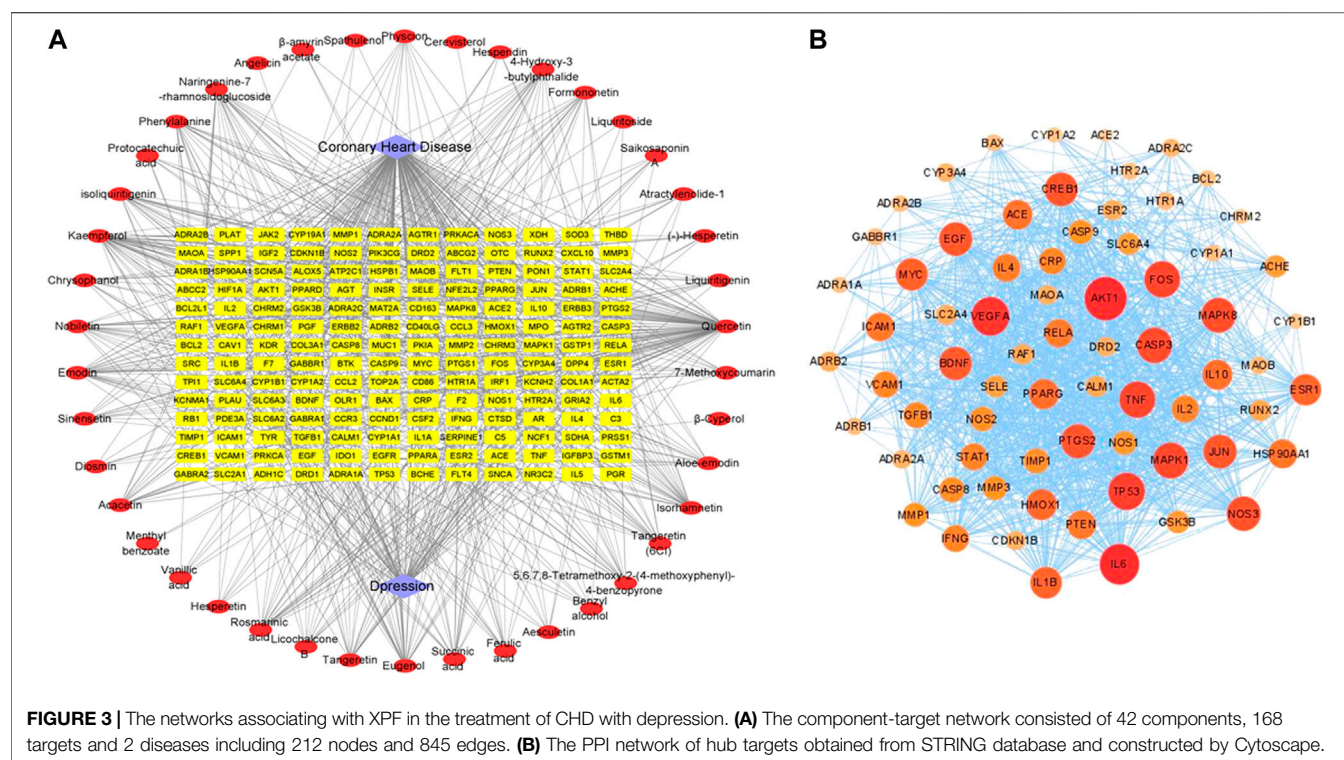 A
B
β-amyrin
acetate
Spathulenol
Physcion
Cerevisterol
Hesperidin
4-Hydroxy-3
-butylphthalide
Angelicin
Naringenine-7
-rhamnosidoglucoside
Formononetin
Phenylalanine
Liquiritoside
Protocatechuic
acid
Saikosaponin
A
isoliquiritigenin
Atractylenolide-1
Kaempferol
(-)-Hesperetin
Chrysophanol
Liquiritigenin
Nobiletin
Quercetin
Emodin
7-Methoxycoumarin
Sinensetin
β-Cyperol
Diosmin
Aloe-emodin
Acacetin
Isorhamnetin
Menthyl
benzoate
Tangeretin
(6CI)
Vanillic
acid
5,6,7,8-Tetramethoxy-2-(4-methoxyphenyl)-
4-benzopyrone
Hesperetin
Benzyl
alcohol
Rosmarinic
acid
Aesculetin
Licochalcone
B
Ferulic
acid
Tangeretin
Eugenol
Succinic
acid
Coronary Heart Disease
Dpression
ADRA2B PLAT JAK2 CYP19A1 MMP1 ADRA2A AGTR1 PRKACA NOS3 XDH SOD3 THBD
MAOA SPP1 IGF2 CDKN1B NOS2 PIK3CG DRD2 ABCG2 OTC RUNX2 CXCL10 MMP3
ADRA1B HSP90AA1 SCN5A ALOX5 ATP2C1 HSPB1 MAOB FLT1 PTEN PON1 STAT1 SLC2A4
ABCC2 HIF1A AKT1 PPARD AGT INSR SELE NFE2L2 PPARG JUN ADRB1 ACHE
BCL2L1 IL2 CHRM2 GSK3B ADRA2C MAT2A CD163 MAPK8 ACE2 IL10 ERBB3 PTGS2
RAF1 VEGFA CHRM1 PGF ERBB2 ADRB2 CD40LG CCL3 HMOX1 MPO AGTR2 CASP3
BCL2 CAV1 KDR COL3A1 CASP8 MUC1 PKIA MMP2 CHRM3 MAPK1 GSTP1 RELA
SRC IL1B F7 GABBR1 BTK CASP9 MYC PTGS1 FOS CYP3A4 DPP4 ESR1
TPI1 SLC6A4 CYP1B1 CYP1A2 CCL2 TOP2A CD86 HTR1A IRF1 KCNH2 COL1A1 ACTA2
KCNMA1 PLAU SLC6A3 BDNF OLR1 BAX CRP F2 NOS1 HTR2A GRIA2 IL6
RB1 PDE3A SLC6A2 GABRA1 CCR3 CCND1 CSF2 IFNG CTSD AR IL4 C3
TIMP1 ICAM1 TYR TGFB1 CALM1 CYP1A1 IL1A SERPINE1 C5 NCF1 SDHA PRSS1
CREB1 VCAM1 PRKCA EGF IDO1 EGFR PPARA ESR2 ACE TNF IGFBP3 GSTM1
GABRA2 SLC2A1 ADH1C DRD1 ADRA1A TP53 BCHE FLT4 SNCA NR3C2 IL5 PGR
BAX
CYP1A2
ACE2
ADRA2C
CYP3A4
HTR2A
BCL2
CREB1
ADRA2B
HTR1A
ACE
ESR2
CHRM2
GABBR1
EGF
CASP9
SLC6A4
CYP1A1
IL4
CRP
ACHE
MYC
FOS
ADRA1A
MAOA
AKT1
SLC2A4
VEGFA
MAPK8
CYP1B1
ICAM1
RELA
DRD2
CASP3
RAF1
ADRB2
BDNF
MAOB
IL10
VCAM1
SELE
PPARG
CALM1
ESR1
TNF
IL2
RUNX2
TGFB1
NOS2
ADRB1
PTGS2
NOS1
ADRA2A
STAT1
TIMP1
MAPK1
JUN
HSP90AA1
CASP8
MMP3
TP53
HMOX1
MMP1
PTEN
GSK3B
NOS3
IFNG
CDKN1B
IL6
IL1B
FIGURE 3 | The networks associating with XPF in the treatment of CHD with depression. (A) The component-target network consisted of 42 components, 168
targets and 2 diseases including 212 nodes and 845 edges. (B) The PPI network of hub targets obtained from STRING database and constructed by Cytoscape.